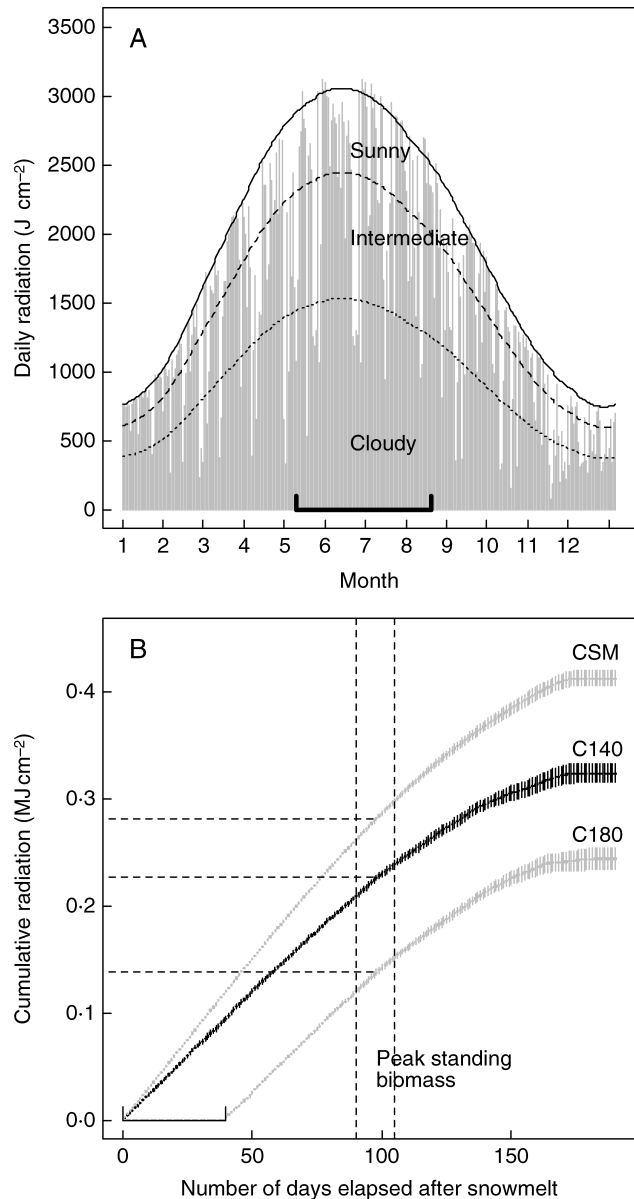 A
3500
3000
2500
2000
1500
1000
500
0
Daily radiation (J cm−2)
Sunny
Intermediate
Cloudy
1 2 3 4 5 6 7 8 9 10 11 12
Month
B
CSM
C140
C180
0·4
0·3
0·2
0·1
0·0
Cumulative radiation (MJ cm−2)
Peak standing
biomass
0 50 100 150
Number of days elapsed after snowmelt